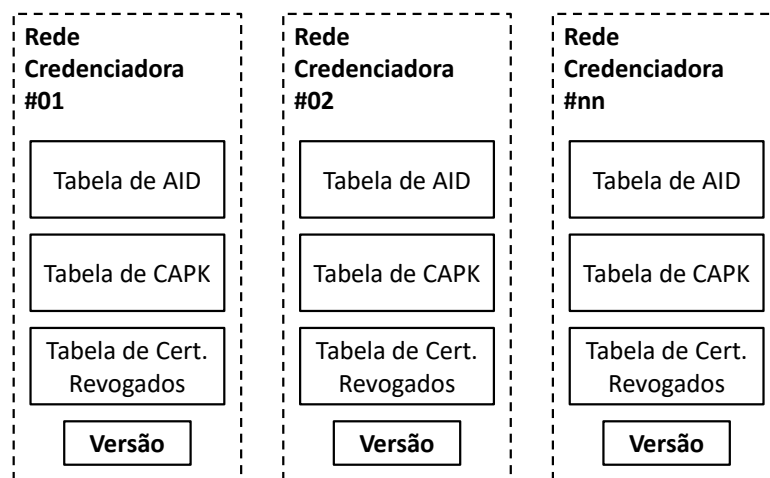 Rede
Credenciadora
#01
Tabela de AID
Tabela de CAPK
Tabela de Cert.
Revogados
Versão
Rede
Credenciadora
#02
Tabela de AID
Tabela de CAPK
Tabela de Cert.
Revogados
Versão
Rede
Credenciadora
#nn
Tabela de AID
Tabela de CAPK
Tabela de Cert.
Revogados
Versão